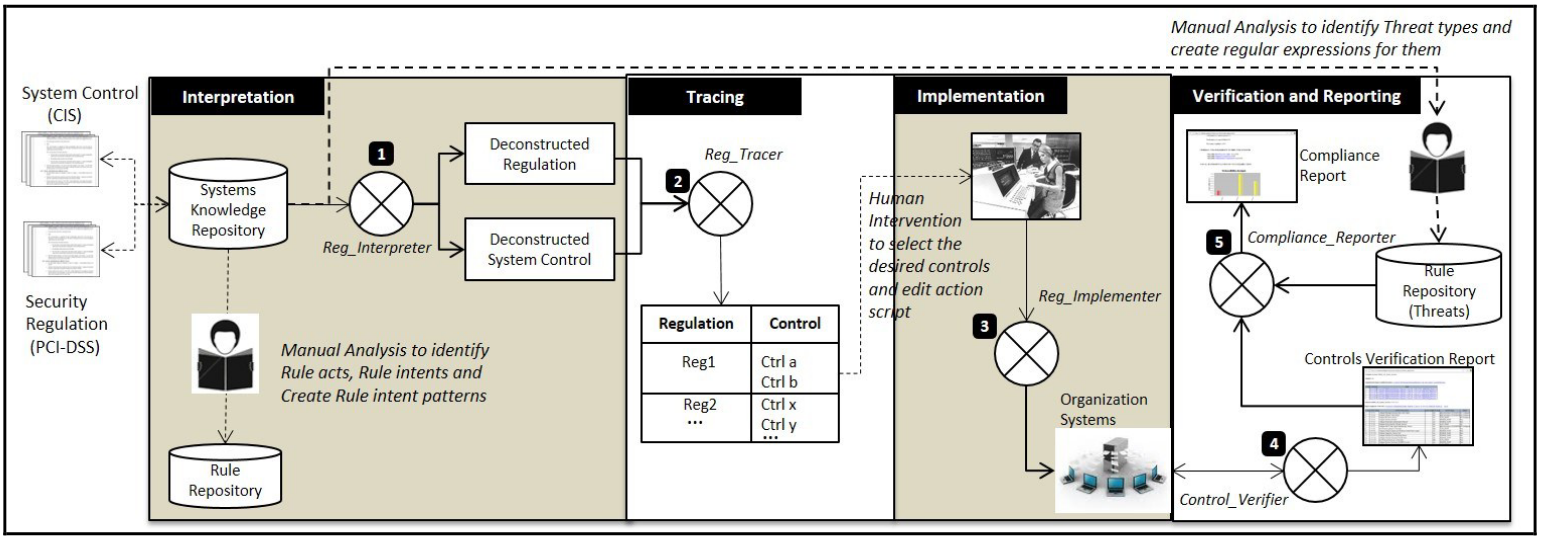 Manual Analysis to identify Threat types and
create regular expressions for them
System Control
(CIS)
Security
Regulation
(PCI-DSS)
Interpretation
Systems
Knowledge
Repository
1
Reg_Interpreter
Deconstructed
Regulation
Deconstructed
System Control
Manual Analysis to identify
Rule acts, Rule intents and
Create Rule intent patterns
Rule
Repository
Tracing
2
Reg_Tracer
Regulation Control
Reg1 Ctrl a
Ctrl b
Reg2 Ctrl x
... Ctrl y
...
Human
Intervention
to select the
desired controls
and edit action
script
Implementation
Reg_Implementer
3
Organization
Systems
Verification and Reporting
Compliance
Report
5
Compliance_Reporter
Rule
Repository
(Threats)
Controls Verification Report
4
Control_Verifier